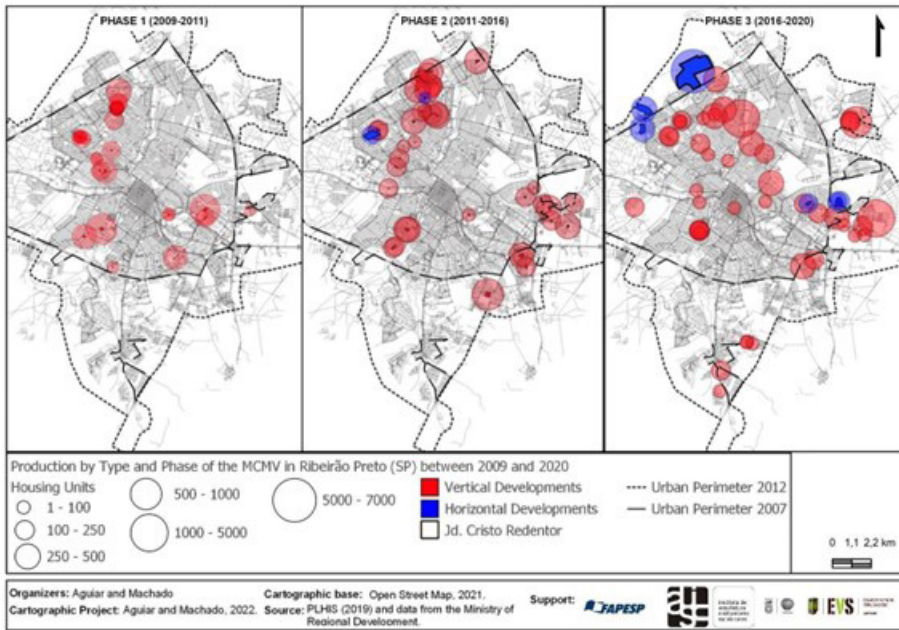 PHASE 1 (2009-2011)
PHASE 2 (2011-2016)
PHASE 3 (2016-2020)
Production by Type and Phase of the MCMV in Ribeirão Preto (SP) between 2009 and 2020
Housing Units
1 - 100
100 - 250
250 - 500
500 - 1000
1000 - 5000
5000 - 7000
Vertical Developments
Horizontal Developments
Jd. Cristo Redentor
Urban Perimeter 2012
Urban Perimeter 2007
0 1,1 2,2 km
Organizers: Aguiar and Machado
Cartographic Project: Aguiar and Machado, 2022.
Cartographic base: Open Street Map, 2021.
Source: PLHIS (2019) and data from the Ministry of
Regional Development.
Support:
FAPESP
EVS